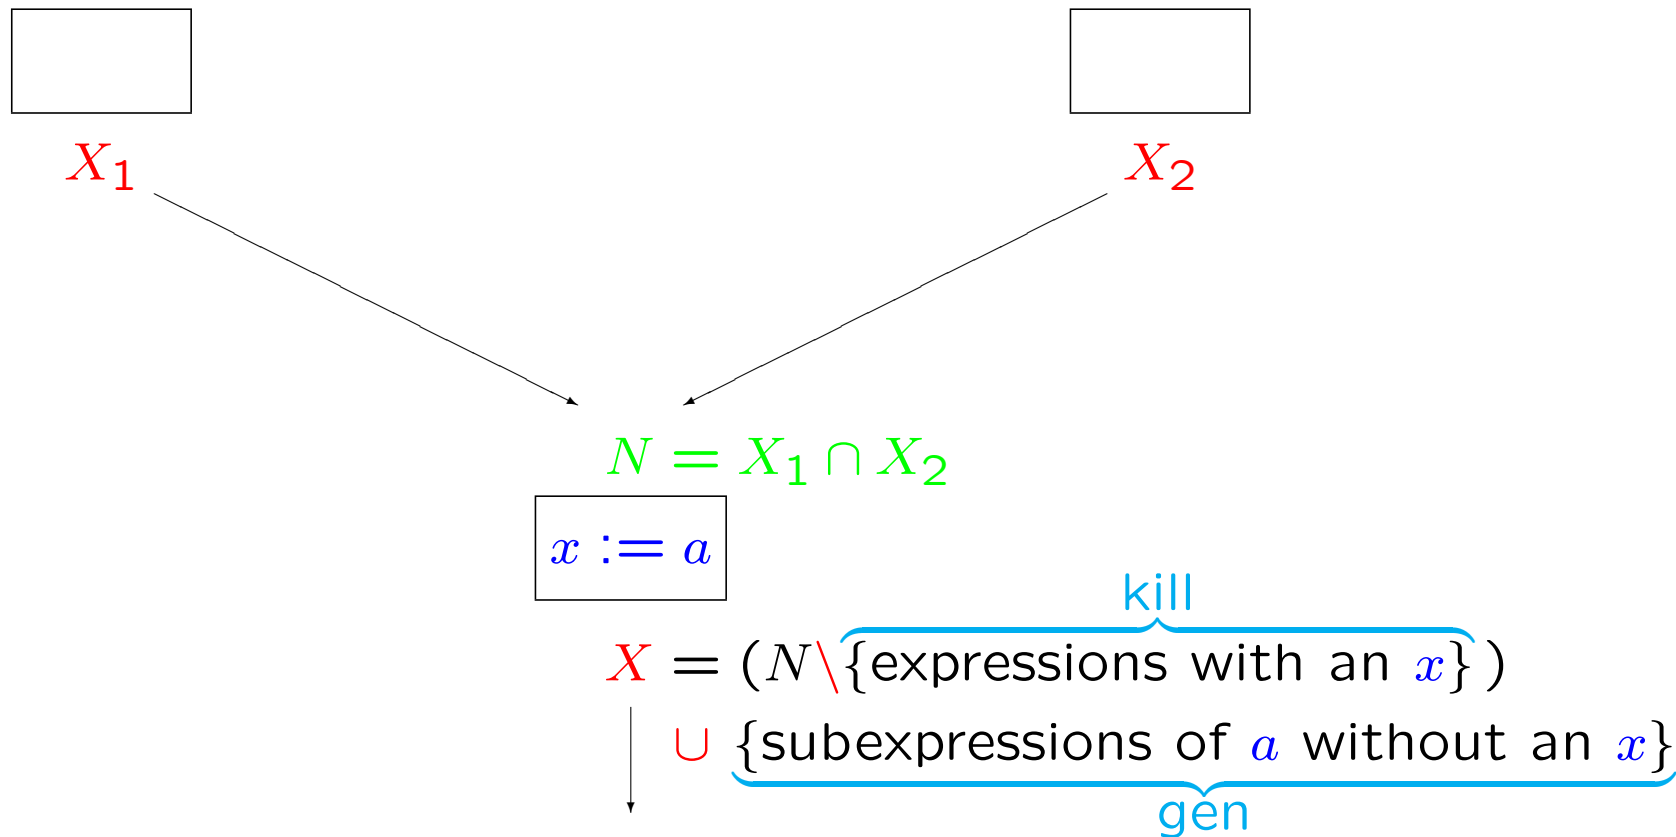 X₁ X₂
N = X₁ ∩ X₂
x := a
kill
X = (N\{expressions with an x} )
∪ {subexpressions of a without an x}
gen